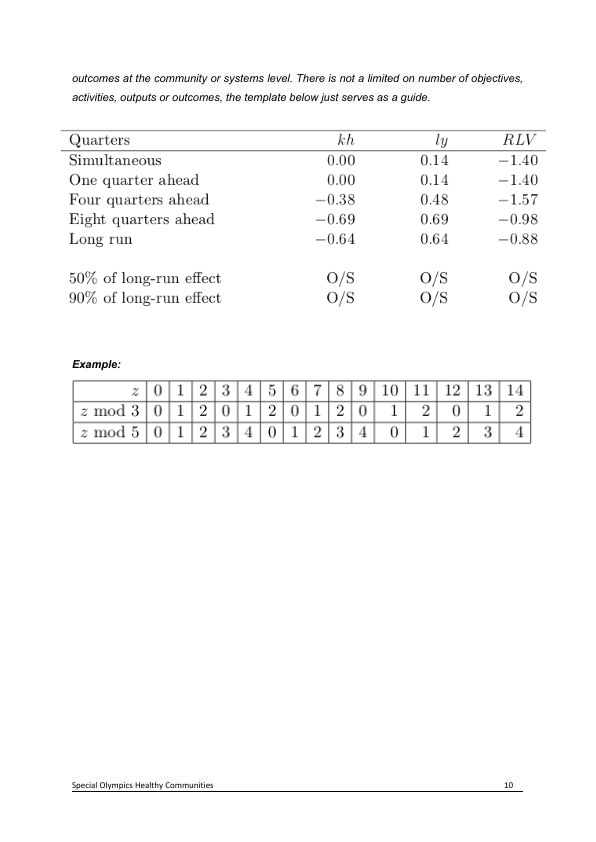 outcomes at the community or systems level. There is not a limited on number of objectives,
activities, outputs or outcomes, the template below just serves as a guide.
Quarters kh ly RLV
Simultaneous 0.00 0.14 −1.40
One quarter ahead 0.00 0.14 −1.40
Four quarters ahead −0.38 0.48 −1.57
Eight quarters ahead −0.69 0.69 −0.98
Long run −0.64 0.64 −0.88
50% of long-run effect O/S O/S O/S
90% of long-run effect O/S O/S O/S
Example:
z 0 1 2 3 4 5 6 7 8 9 10 11 12 13 14
z mod 3 0 1 2 0 1 2 0 1 2 0 1 2 0 1 2
z mod 5 0 1 2 3 4 0 1 2 3 4 0 1 2 3 4
Special Olympics Healthy Communities 10